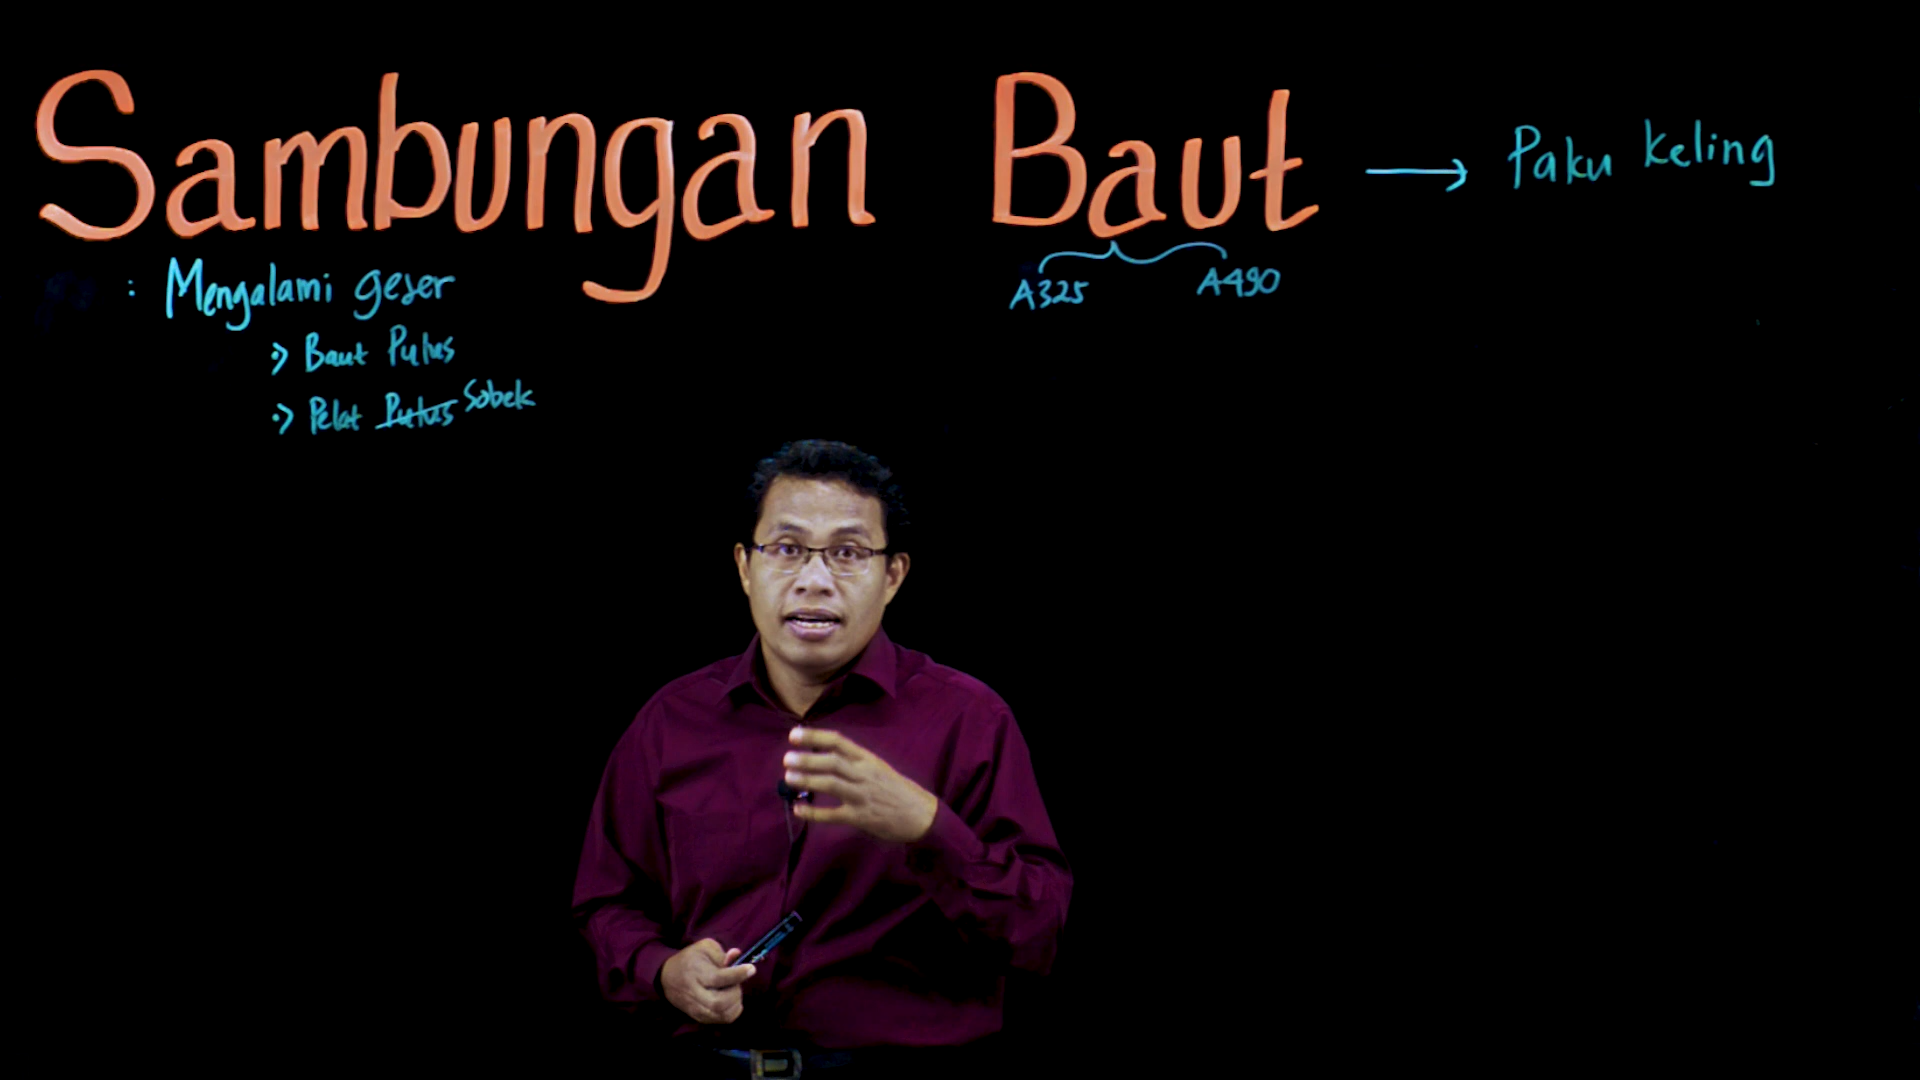 Sambungan Baut → Paku Keling
A325 A490
: Mengalami geser
•> Baut Putus
•> Pelat Putus Sobek